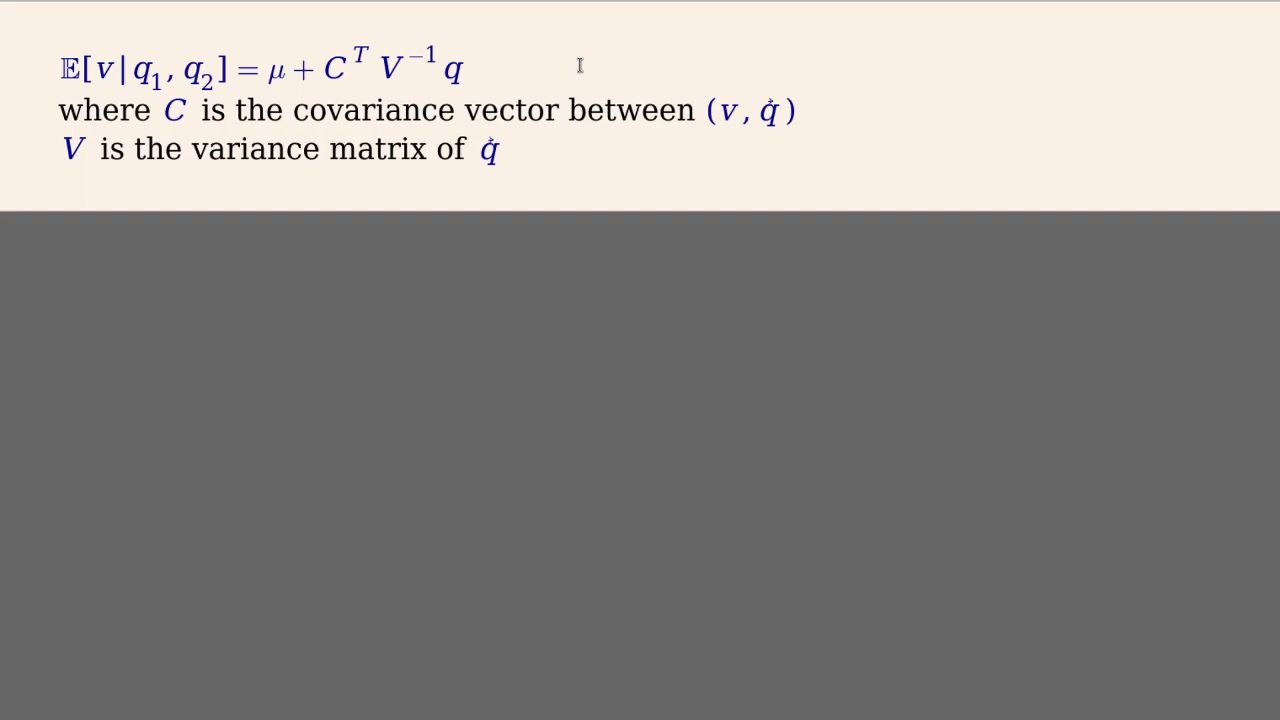 𝔼[v|q₁, q₂] = μ + Cᵀ V⁻¹ q
where C is the covariance vector between (v, q⃗)
V is the variance matrix of q⃗